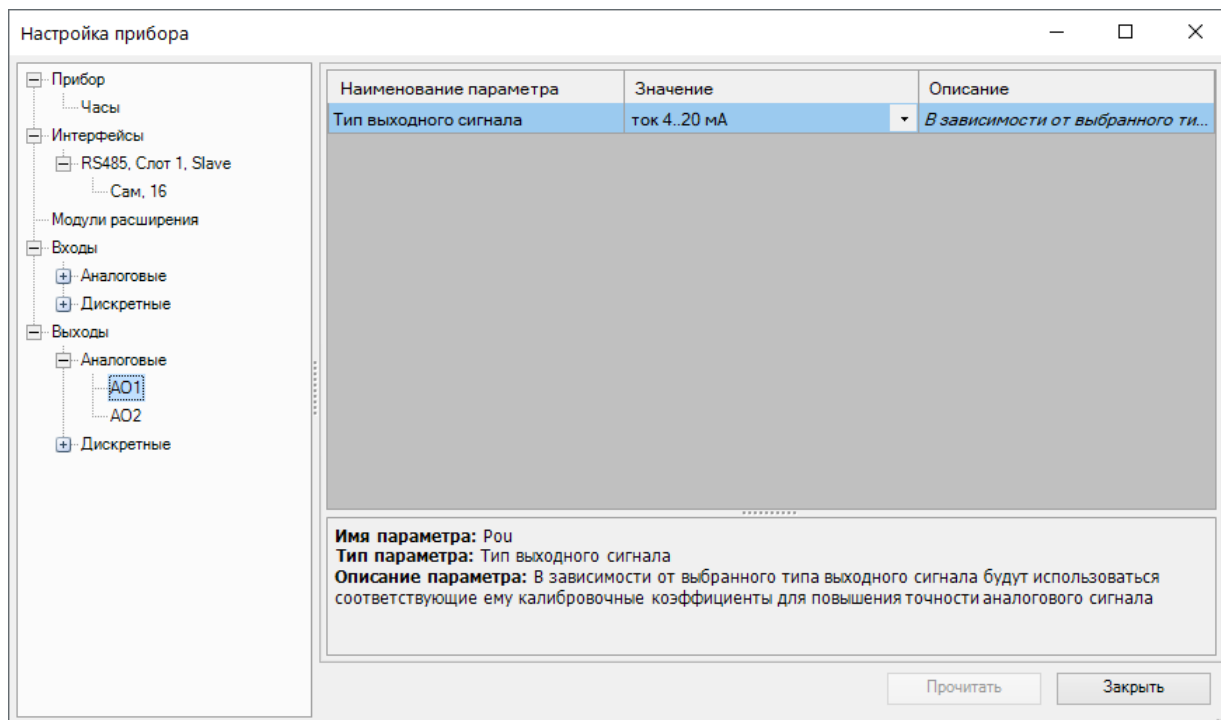 Настройка прибора
Прибор
Часы
Интерфейсы
RS485, Слот 1, Slave
Сам, 16
Модули расширения
Входы
Аналоговые
Дискретные
Выходы
Аналоговые
АО1
АО2
Дискретные
Наименование параметра Значение Описание
Тип выходного сигнала ток 4..20 мА В зависимости от выбранного ти...
Имя параметра: Pou
Тип параметра: Тип выходного сигнала
Описание параметра: В зависимости от выбранного типа выходного сигнала будут использоваться
соответствующие ему калибровочные коэффициенты для повышения точности аналогового сигнала
Прочитать Закрыть